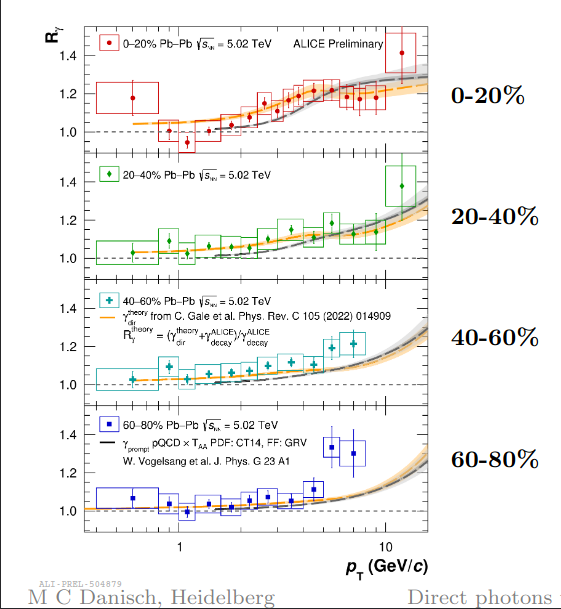 R_γ
1.4
1.2
1.0
0–20% Pb–Pb √s_NN = 5.02 TeV
ALICE Preliminary
0-20%
1.4
1.2
1.0
20–40% Pb–Pb √s_NN = 5.02 TeV
20-40%
1.4
1.2
1.0
40–60% Pb–Pb √s_NN = 5.02 TeV
γ_dir^theory from C. Gale et al. Phys. Rev. C 105 (2022) 014909
R_γ^theory = (γ_dir^theory+γ_decay^ALICE)/γ_decay^ALICE
40-60%
1.4
1.2
1.0
60–80% Pb–Pb √s_NN = 5.02 TeV
γ_prompt pQCD × T_AA PDF: CT14, FF: GRV
W. Vogelsang et al. J. Phys. G 23 A1
60-80%
1 10
p_T (GeV/c)
ALI-PREL-504879
M C Danisch, Heidelberg Direct photons